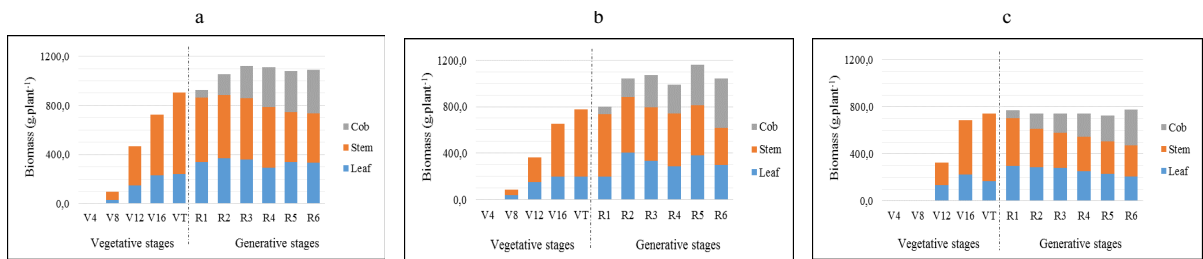 a
1200,0
800,0
400,0
0,0
Biomass (g.plant⁻¹)
Cob
Stem
Leaf
V4 V8 V12 V16 VT R1 R2 R3 R4 R5 R6
Vegetative stages Generative stages
b
1200,0
800,0
400,0
0,0
Biomass (g.plant⁻¹)
Cob
Stem
Leaf
V4 V8 V12 V16 VT R1 R2 R3 R4 R5 R6
Vegetative stages Generative stages
c
1200,0
800,0
400,0
0,0
Biomass (g.plant⁻¹)
Cob
Stem
Leaf
V4 V8 V12 V16 VT R1 R2 R3 R4 R5 R6
Vegetative stages Generative stages